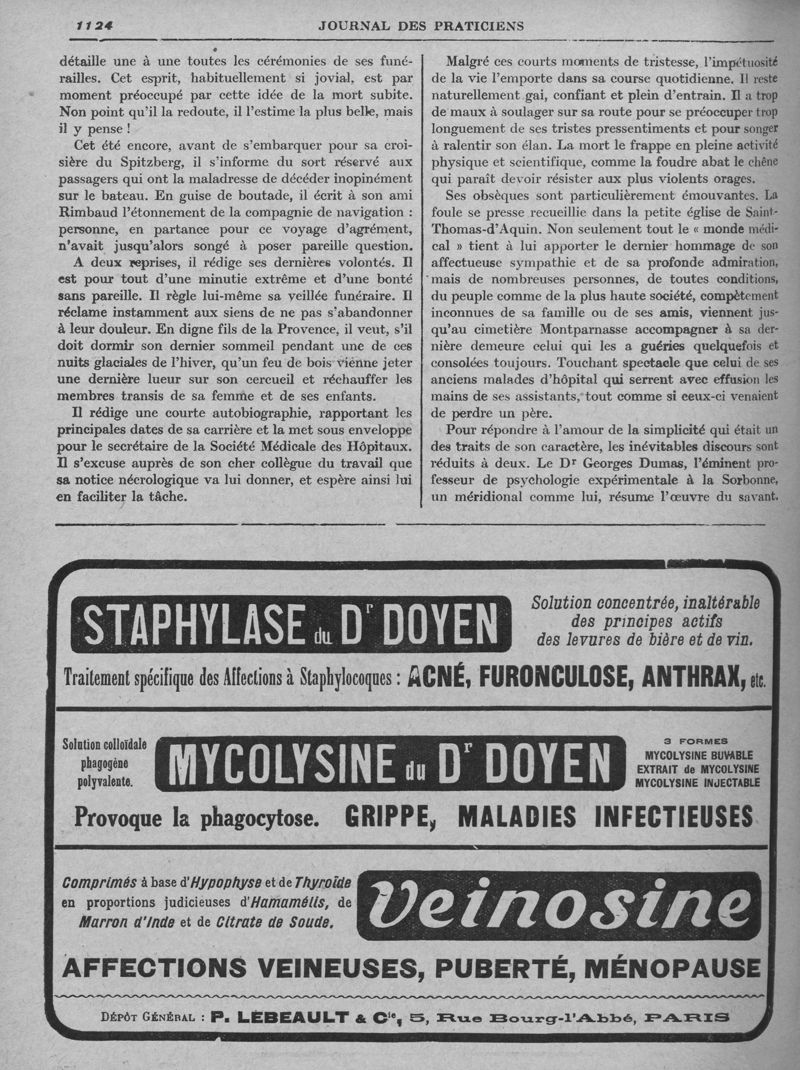 1124
JOURNAL DES PRATICIENS
détaille une à une toutes les cérémonies de ses funé-
railles. Cet esprit, habituellement si jovial, est par
moment préoccupé par cette idée de la mort subite.
Non point qu'il la redoute, il l'estime la plus belle, mais
il y pense !
Cet été encore, avant de s'embarquer pour sa croi-
sière du Spitzberg, il s'informe du sort réservé aux
passagers qui ont la maladresse de décéder inopinément
sur le bateau. En guise de boutade, il écrit à son ami
Rimbaud l'étonnement de la compagnie de navigation :
personne, en partance pour ce voyage d'agrément,
n'avait jusqu'alors songé à poser pareille question.
A deux reprises, il rédige ses dernières volontés. Il
est pour tout d'une minutie extrême et d'une bonté
sans pareille. Il règle lui-même sa veillée funéraire. Il
réclame instamment aux siens de ne pas s'abandonner
à leur douleur. En digne fils de la Provence, il veut, s'il
doit dormir son dernier sommeil pendant une de ces
nuits glaciales de l'hiver, qu'un feu de bois vienne jeter
une dernière lueur sur son cercueil et réchauffer les
membres transis de sa femme et de ses enfants.
Il rédige une courte autobiographie, rapportant les
principales dates de sa carrière et la met sous enveloppe
pour le secrétaire de la Société Médicale des Hôpitaux.
Il s'excuse auprès de son cher collègue du travail que
sa notice nécrologique va lui donner, et espère ainsi lui
en faciliter la tâche.
Malgré ces courts moments de tristesse, l'impétuosité
de la vie l'emporte dans sa course quotidienne. Il reste
naturellement gai, confiant et plein d'entrain. Il a trop
de maux à soulager sur sa route pour se préoccuper trop
longuement de ses tristes pressentiments et pour songer
à ralentir son élan. La mort le frappe en pleine activité
physique et scientifique, comme la foudre abat le chêne
qui paraît devoir résister aux plus violents orages.
Ses obsèques sont particulièrement émouvantes. La
foule se presse recueillie dans la petite église de Saint-
Thomas-d'Aquin. Non seulement tout le « monde médi-
cal » tient à lui apporter le dernier hommage de son
affectueuse sympathie et de sa profonde admiration,
mais de nombreuses personnes, de toutes conditions,
du peuple comme de la plus haute société, compètement
inconnues de sa famille ou de ses amis, viennent jus-
qu'au cimetière Montparnasse accompagner à sa der-
nière demeure celui qui les a guéries quelquefois et
consolées toujours. Touchant spectacle que celui de ses
anciens malades d'hôpital qui serrent avec effusion les
mains de ses assistants, tout comme si ceux-ci venaient
de perdre un père.
Pour répondre à l'amour de la simplicité qui était un
des traits de son caractère, les inévitables discours sont
réduits à deux. Le Dr Georges Dumas, l'éminent pro-
fesseur de psychologie expérimentale à la Sorbonne,
un méridional comme lui, résume l'œuvre du savant.
STAPHYLASE du Dr DOYEN
Solution concentrée, inaltérable
des principes actifs
des levures de bière et de vin.
Traitement spécifique des Affections à Staphylocoques : ACNÉ, FURONCULOSE, ANTHRAX, etc.
Solution colloïdale
phagogène
polyvalente.
MYCOLYSINE du Dr DOYEN
3 FORMES
MYCOLYSINE BUVABLE
EXTRAIT de MYCOLYSINE
MYCOLYSINE INJECTABLE
Provoque la phagocytose. GRIPPE, MALADIES INFECTIEUSES
Comprimés à base d'Hypophyse et de Thyroïde
en proportions judicieuses d'Hamamélis, de
Marron d'Inde et de Citrate de Soude.
Veinosine
AFFECTIONS VEINEUSES, PUBERTÉ, MÉNOPAUSE
DÉPÔT GÉNÉRAL : P. LEBEAULT & Cie, 5, Rue Bourg-l'Abbé, PARIS